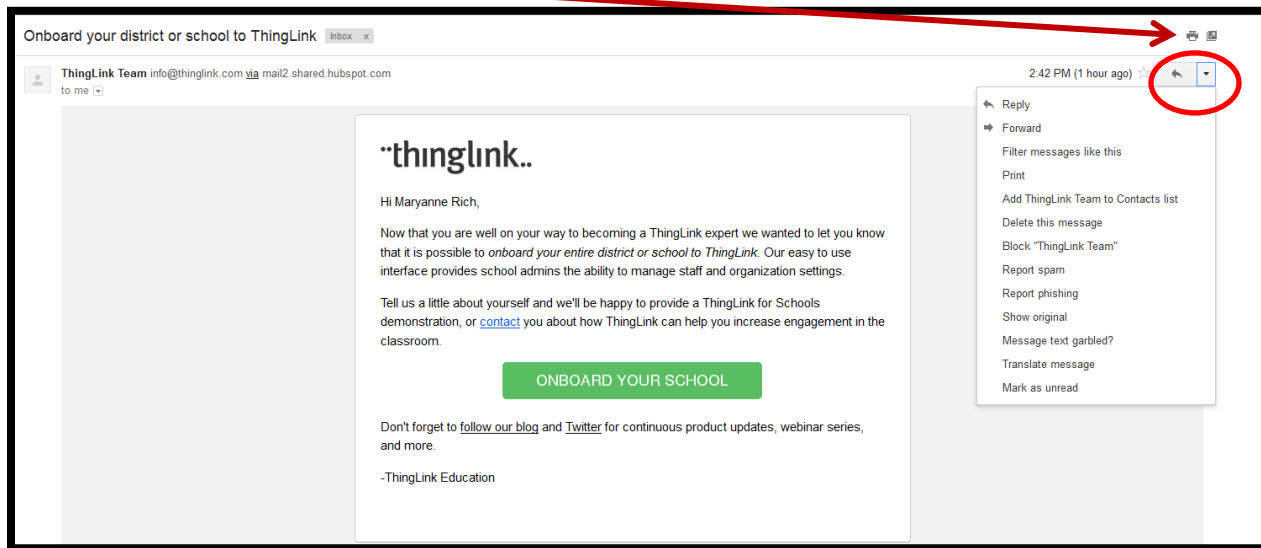 Onboard your district or school to ThingLink Inbox x
ThingLink Team info@thinglink.com via mail2.shared.hubspot.com 2:42 PM (1 hour ago)
to me
Reply
Forward
Filter messages like this
Print
Add ThingLink Team to Contacts list
Delete this message
Block "ThingLink Team"
Report spam
Report phishing
Show original
Message text garbled?
Translate message
Mark as unread
¨thınglınk..
Hi Maryanne Rich,
Now that you are well on your way to becoming a ThingLink expert we wanted to let you know
that it is possible to onboard your entire district or school to ThingLink. Our easy to use
interface provides school admins the ability to manage staff and organization settings.
Tell us a little about yourself and we'll be happy to provide a ThingLink for Schools
demonstration, or contact you about how ThingLink can help you increase engagement in the
classroom.
ONBOARD YOUR SCHOOL
Don't forget to follow our blog and Twitter for continuous product updates, webinar series,
and more.
-ThingLink Education